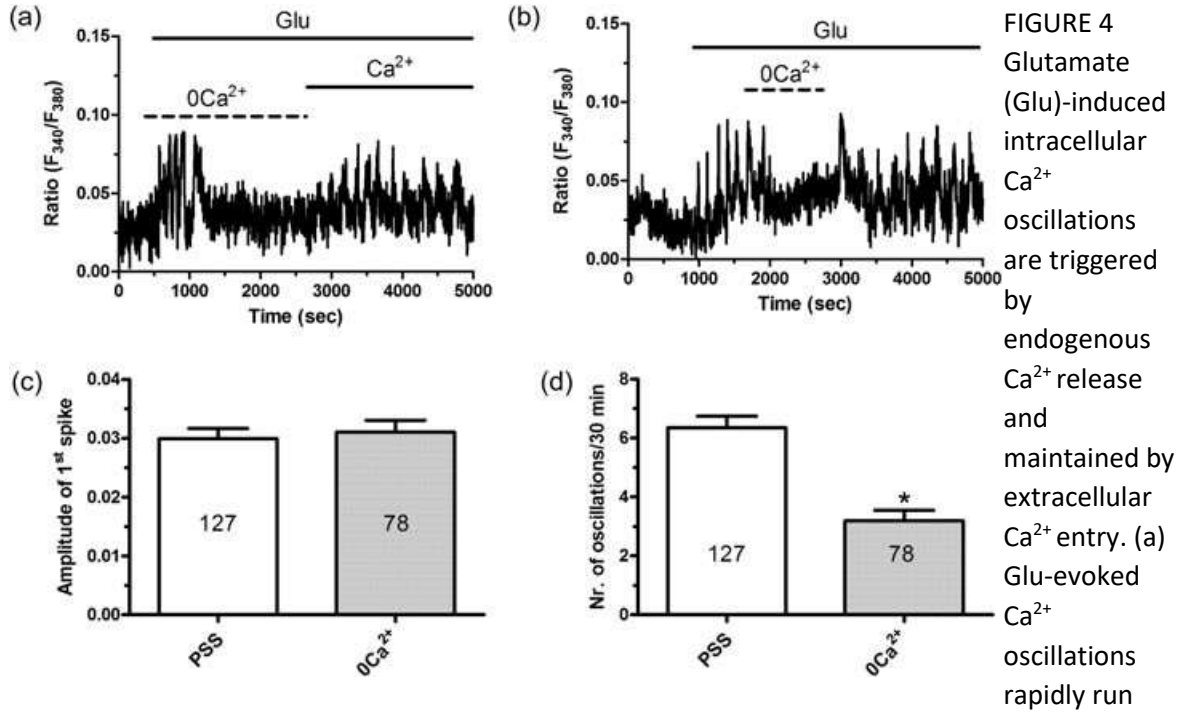 (a)
Glu
Ca²⁺
0Ca²⁺
Ratio (F₃₄₀/F₃₈₀)
0.15
0.10
0.05
0.00
0 1000 2000 3000 4000 5000
Time (sec)
(b)
Glu
0Ca²⁺
Ratio (F₃₄₀/F₃₈₀)
0.15
0.10
0.05
0.00
0 1000 2000 3000 4000 5000
Time (sec)
(c)
Amplitude of 1ˢᵗ spike
0.04
0.03
0.02
0.01
0.00
127 78
PSS 0Ca²⁺
(d)
Nr. of oscillations/30 min
8
6
4
2
0
*
127 78
PSS 0Ca²⁺
FIGURE 4
Glutamate
(Glu)-induced
intracellular
Ca²⁺
oscillations
are triggered
by
endogenous
Ca²⁺ release
and
maintained by
extracellular
Ca²⁺ entry. (a)
Glu-evoked
Ca²⁺
oscillations
rapidly run